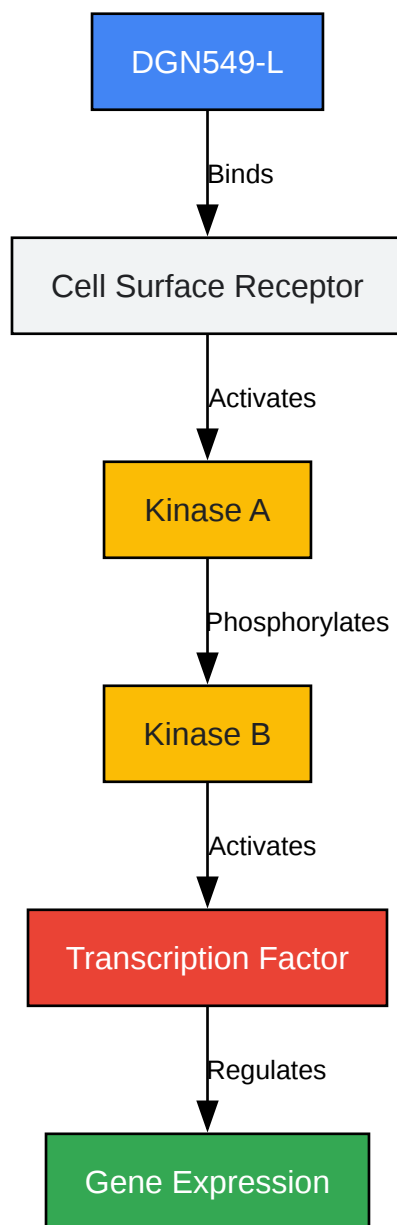 DGN549-L
Binds
Cell Surface Receptor
Activates
Kinase A
Phosphorylates
Kinase B
Activates
Transcription Factor
Regulates
Gene Expression